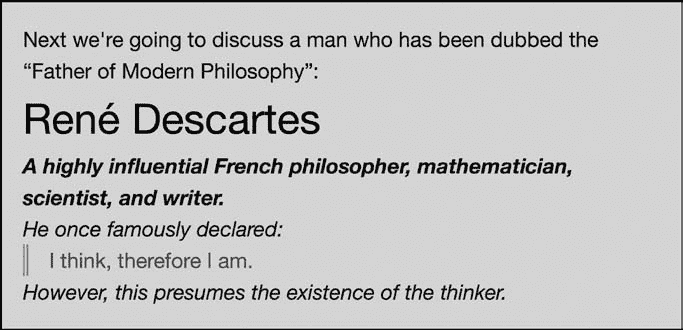 Next we're going to discuss a man who has been dubbed the
“Father of Modern Philosophy”:
René Descartes
A highly influential French philosopher, mathematician,
scientist, and writer.
He once famously declared:
I think, therefore I am.
However, this presumes the existence of the thinker.